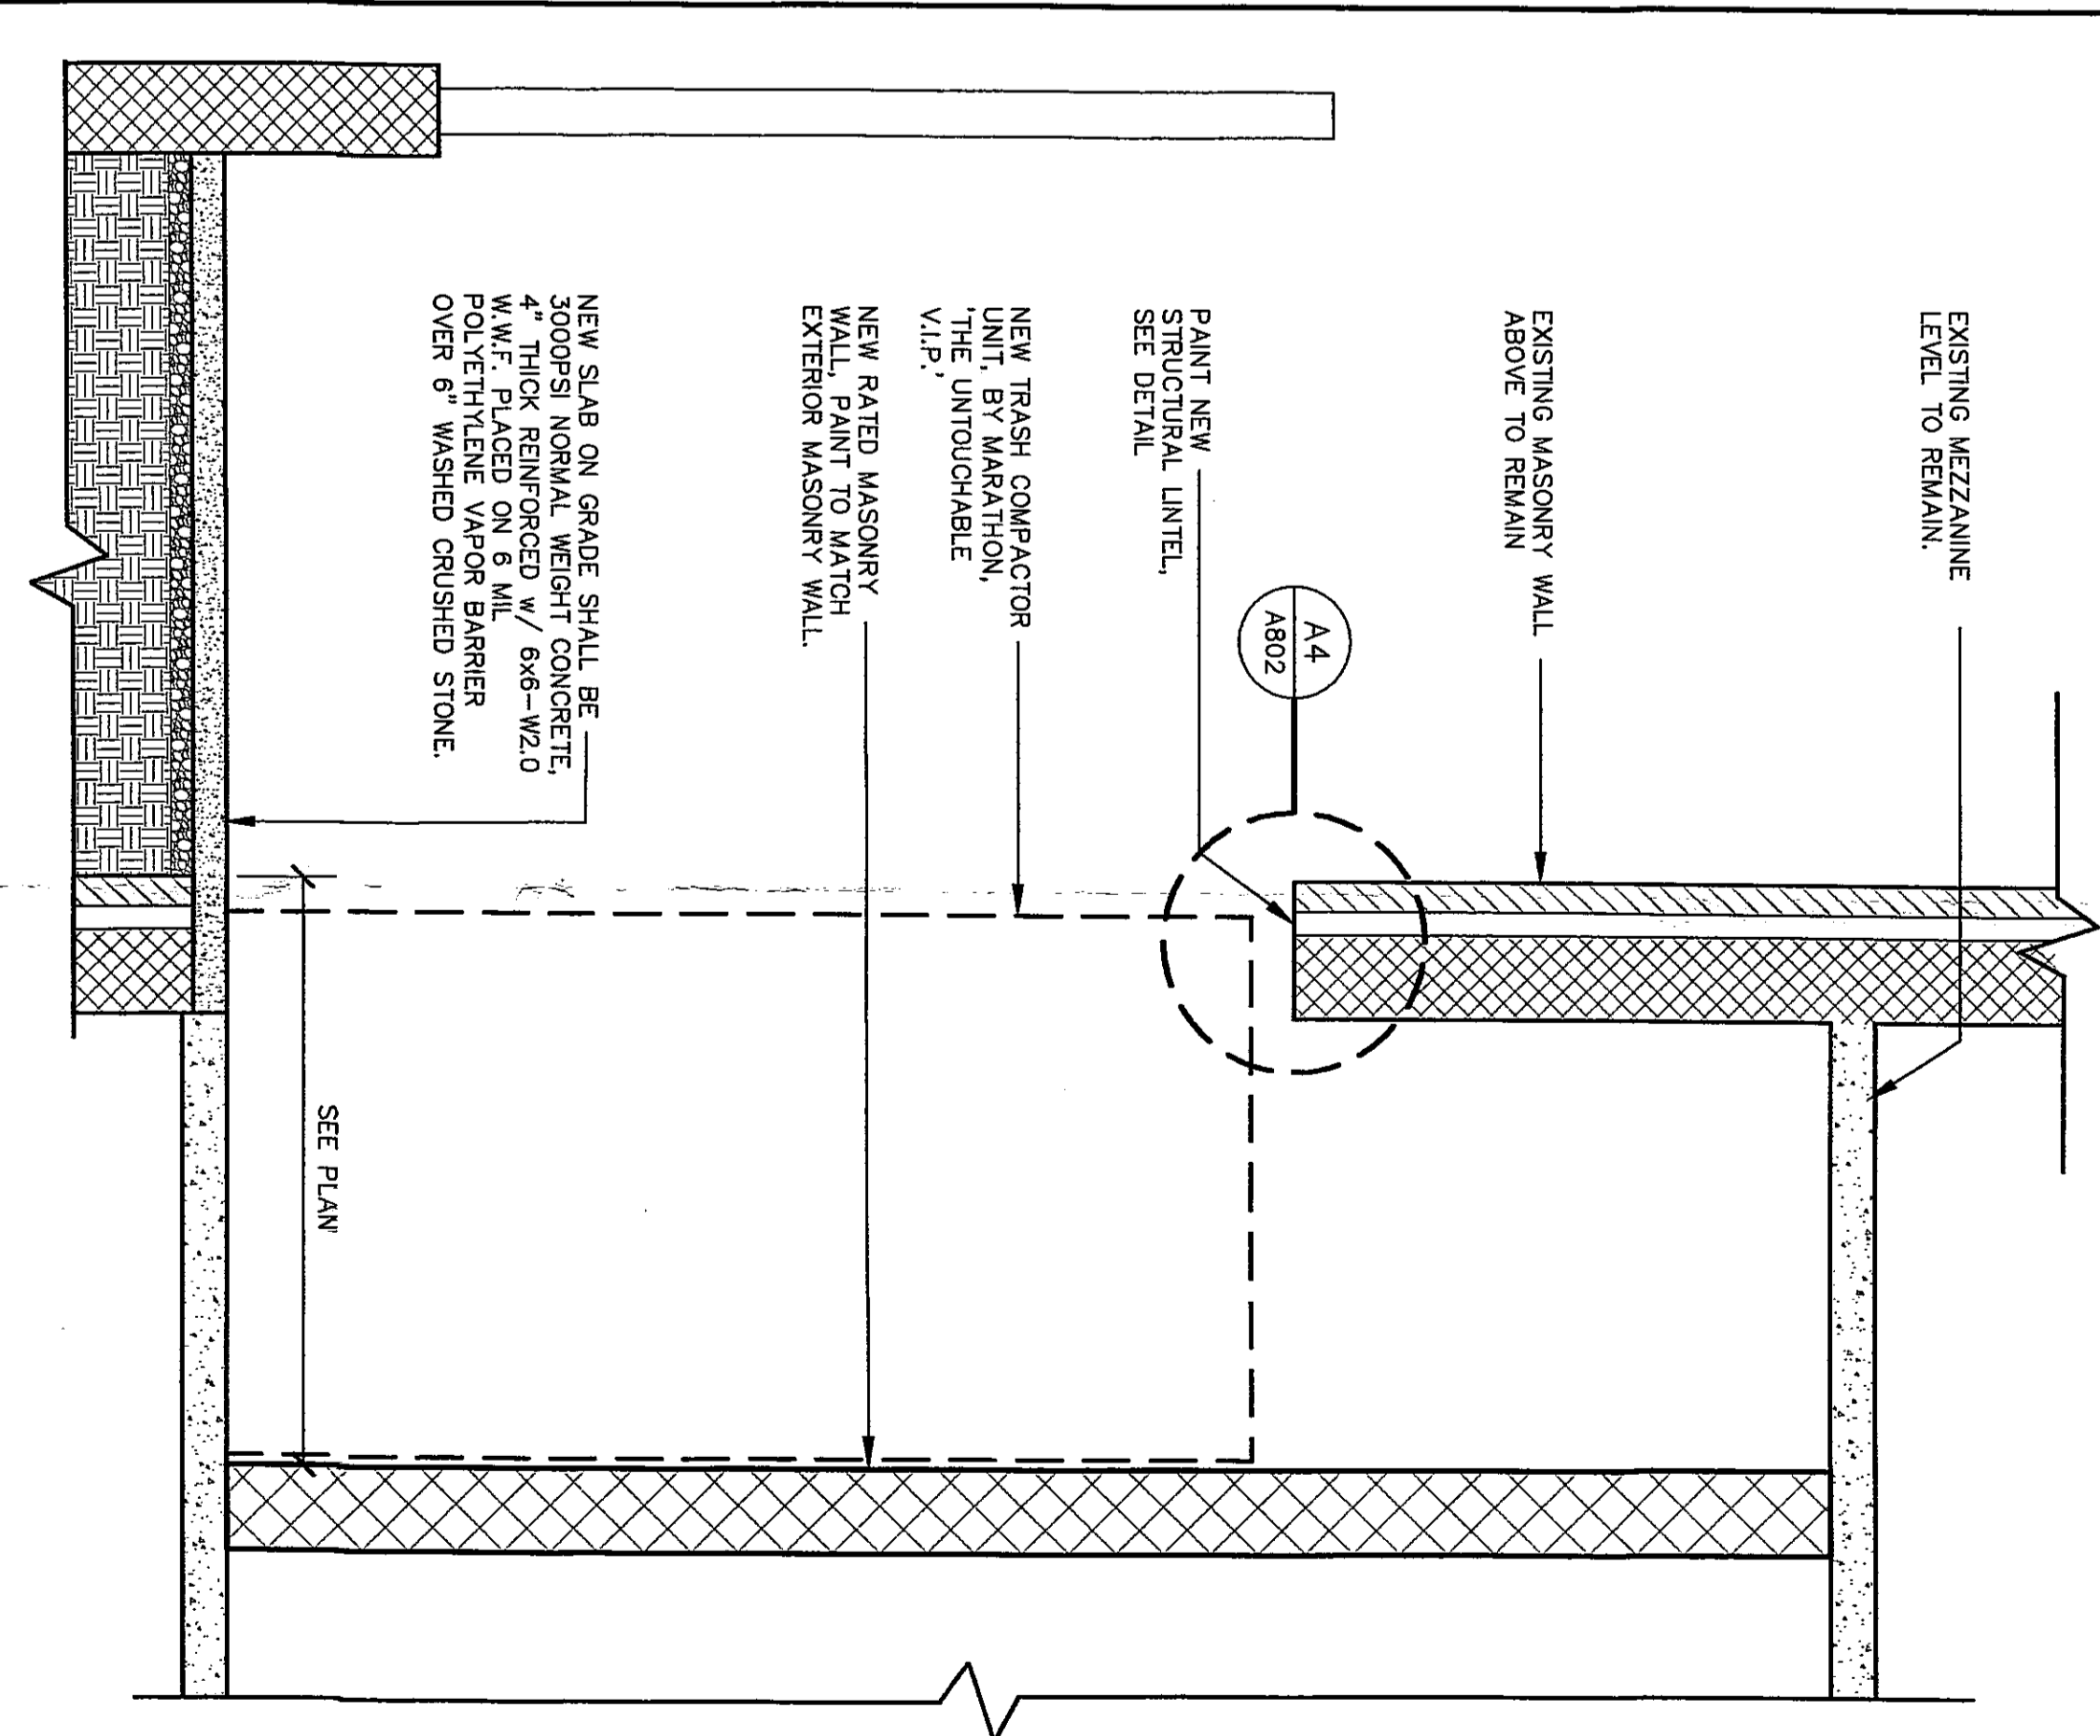 EXISTING MEZZANINE
LEVEL TO REMAIN.
EXISTING MASONRY WALL
ABOVE TO REMAIN
A4
A802
PAINT NEW
STRUCTURAL LINTEL,
SEE DETAIL
NEW TRASH COMPACTOR
UNIT, BY MARATHON,
'THE UNTOUCHABLE
V.I.P.'
NEW RATED MASONRY
WALL, PAINT TO MATCH
EXTERIOR MASONRY WALL.
NEW SLAB ON GRADE SHALL BE
3000PSI NORMAL WEIGHT CONCRETE,
4" THICK REINFORCED w/ 6x6-W2.0
W.W.F. PLACED ON 6 MIL
POLYETHYLENE VAPOR BARRIER
OVER 6" WASHED CRUSHED STONE.
SEE PLAN